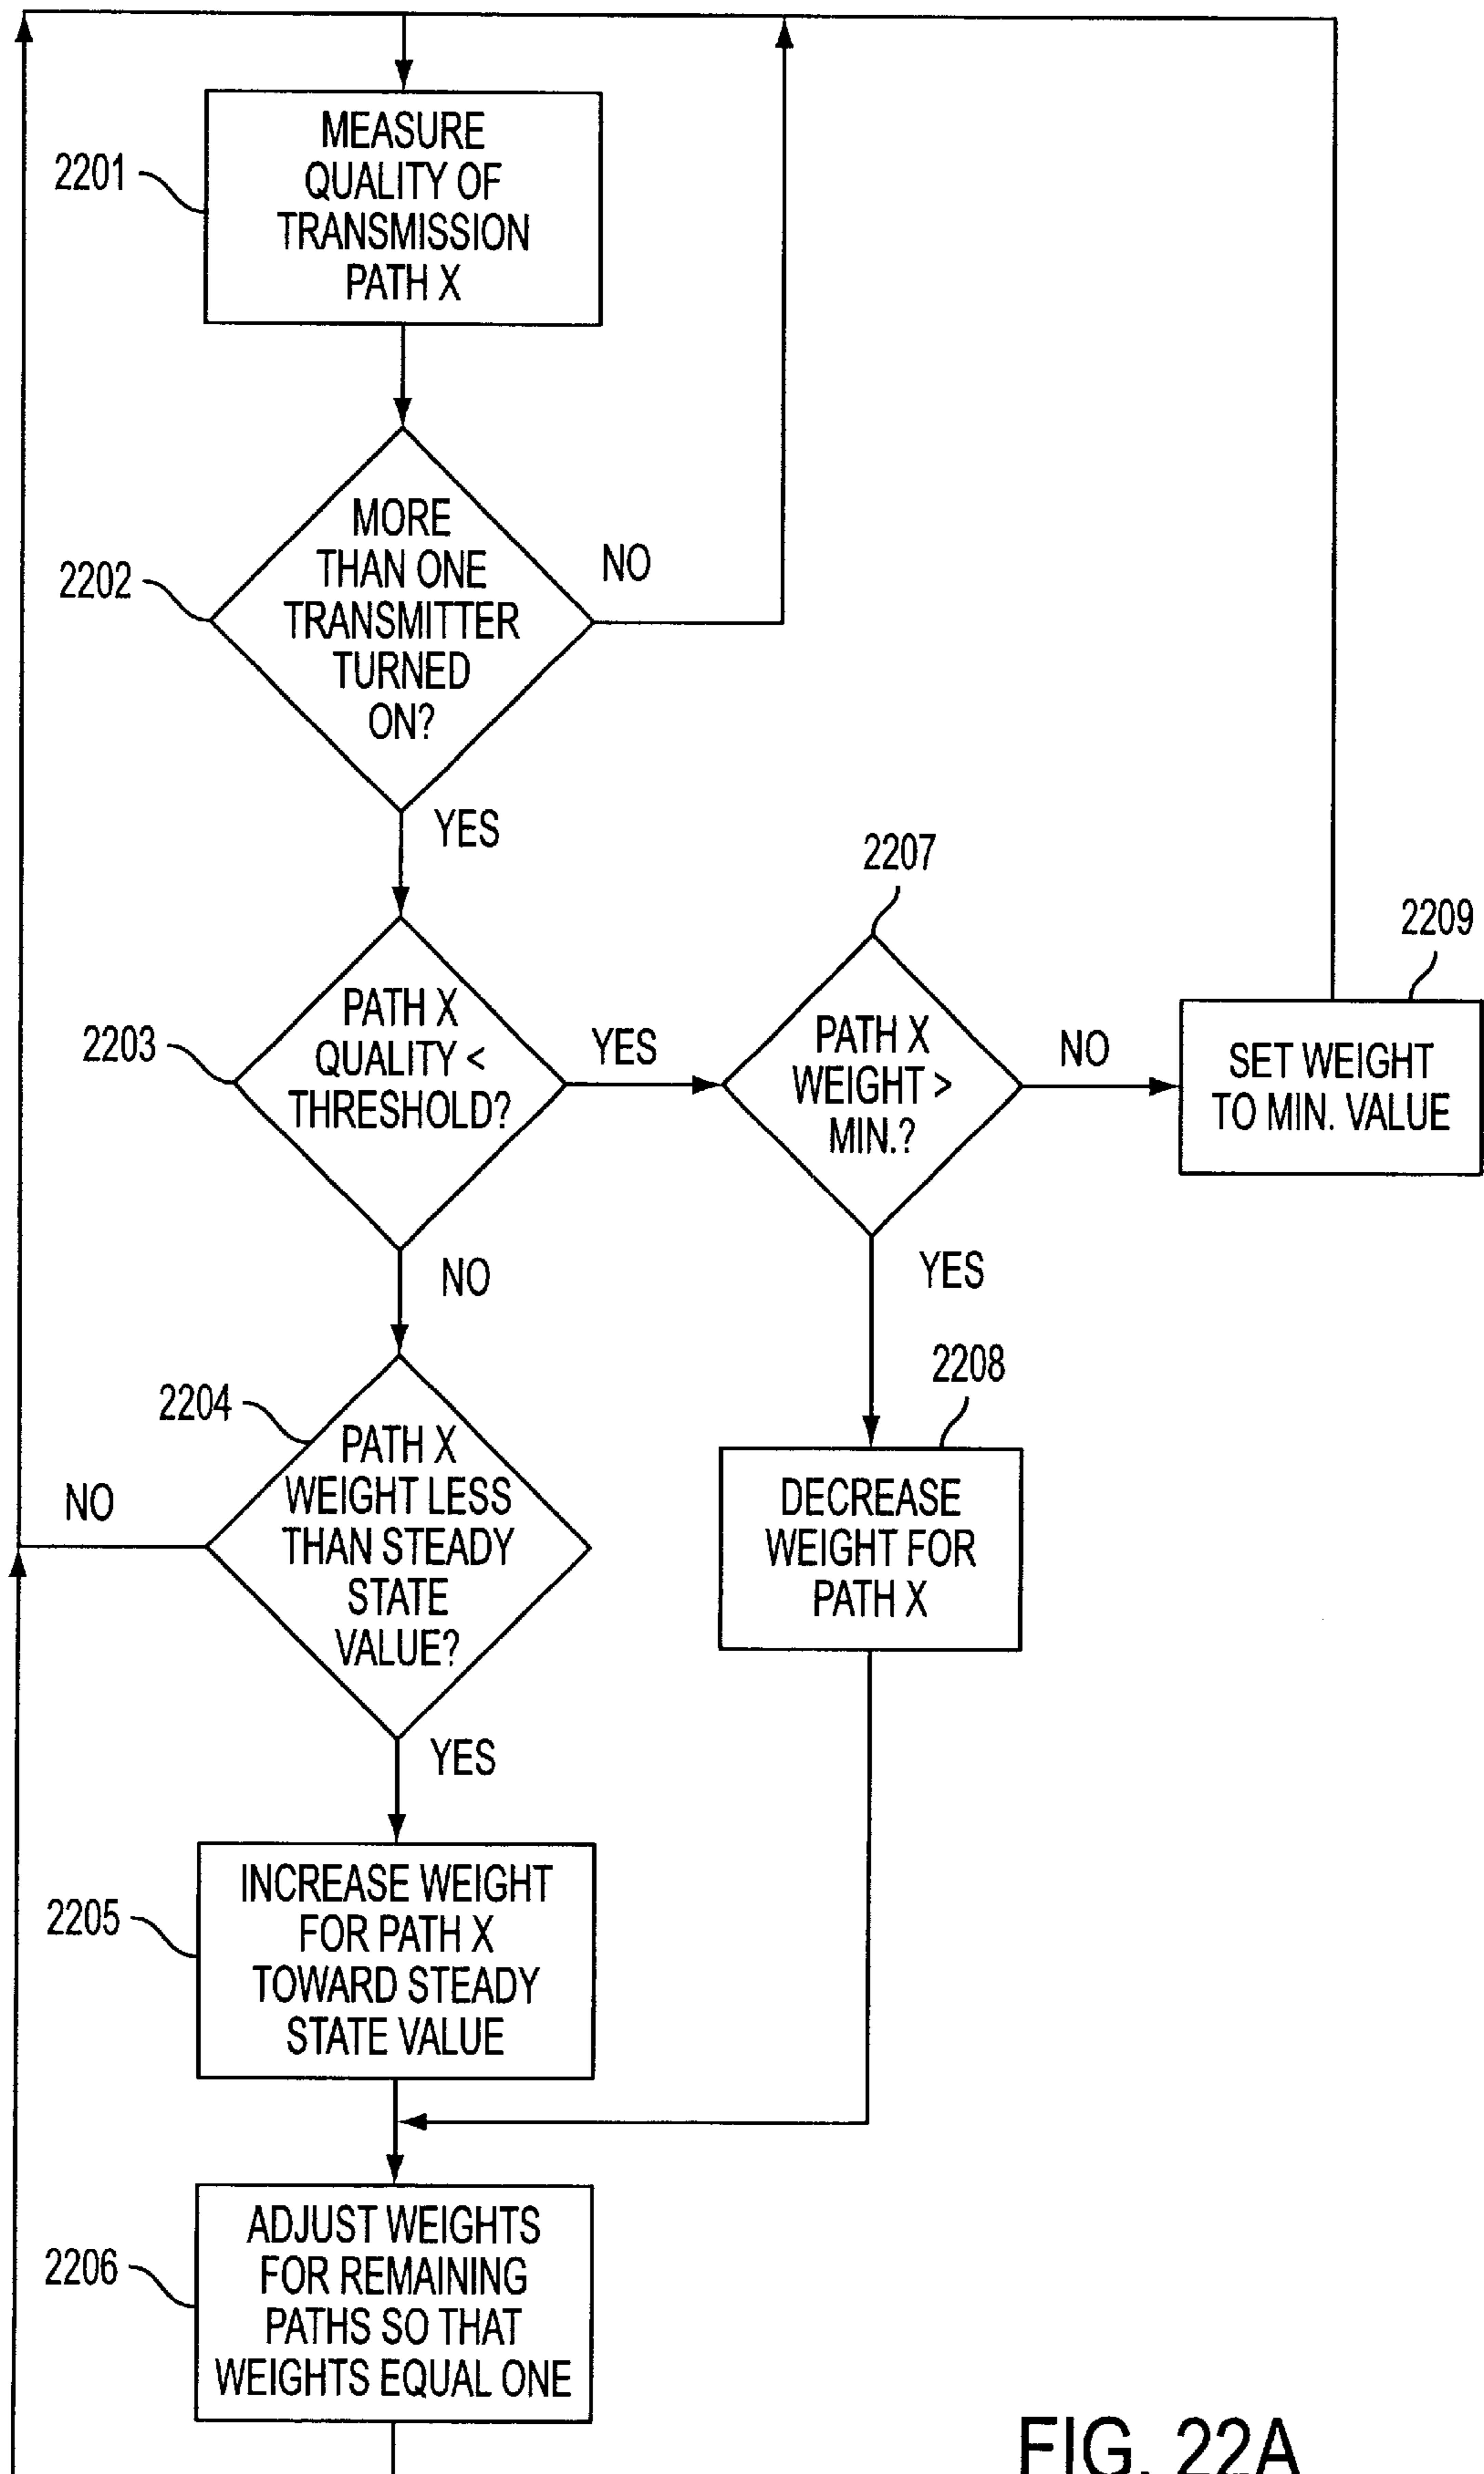 2201
MEASURE
QUALITY OF
TRANSMISSION
PATH X
2202
MORE
THAN ONE
TRANSMITTER
TURNED
ON?
NO
YES
2203
PATH X
QUALITY <
THRESHOLD?
YES
NO
2207
PATH X
WEIGHT >
MIN.?
NO
YES
2209
SET WEIGHT
TO MIN. VALUE
2204
PATH X
WEIGHT LESS
THAN STEADY
STATE
VALUE?
NO
YES
2208
DECREASE
WEIGHT FOR
PATH X
2205
INCREASE WEIGHT
FOR PATH X
TOWARD STEADY
STATE VALUE
2206
ADJUST WEIGHTS
FOR REMAINING
PATHS SO THAT
WEIGHTS EQUAL ONE
FIG. 22A